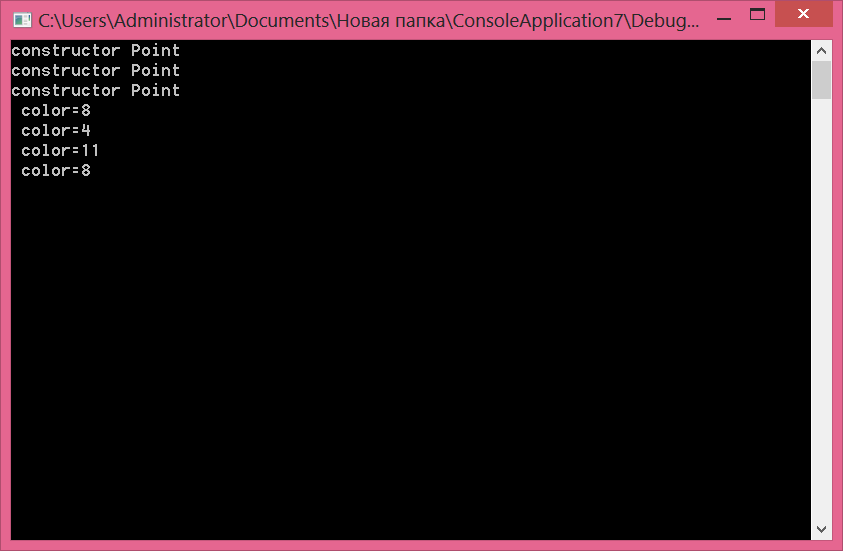 C:\Users\Administrator\Documents\Новая папка\ConsoleApplication7\Debug...
constructor Point
constructor Point
constructor Point
color=8
color=4
color=11
color=8